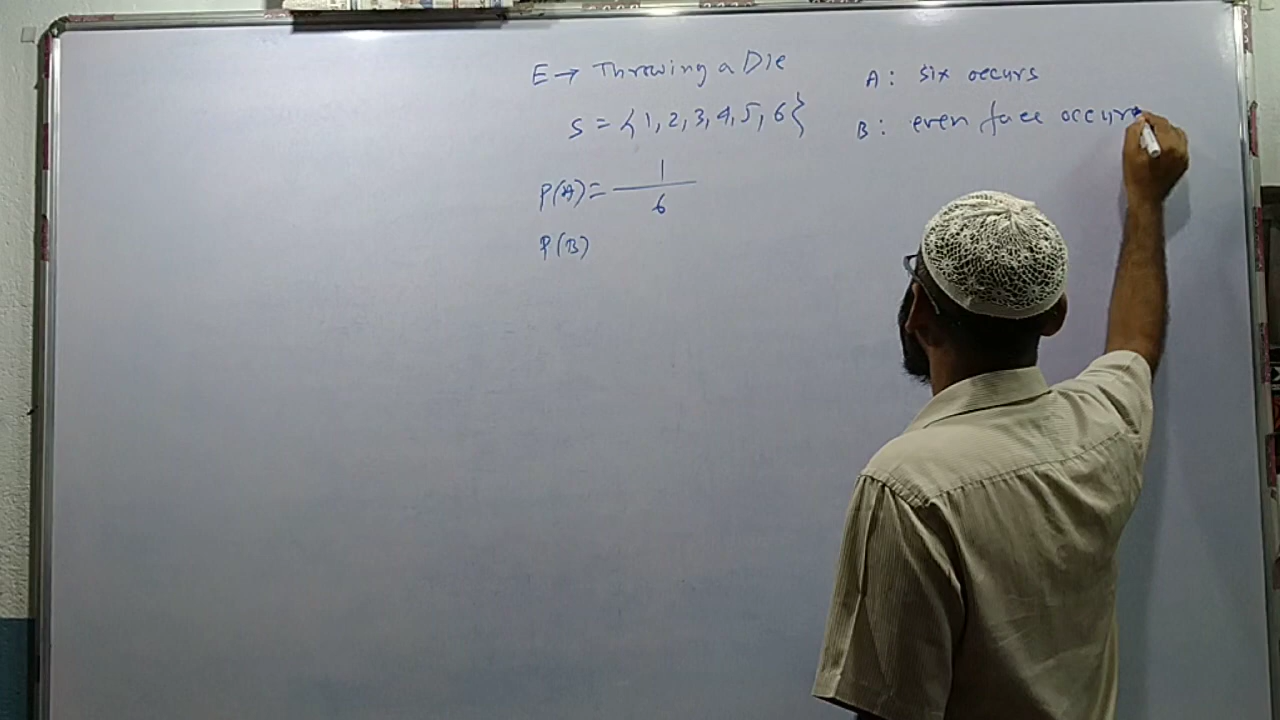 E → Throwing a Die
S = {1, 2, 3, 4, 5, 6}
P(A) = 1/6
P(B)
A : six occurs
B : even face occurs